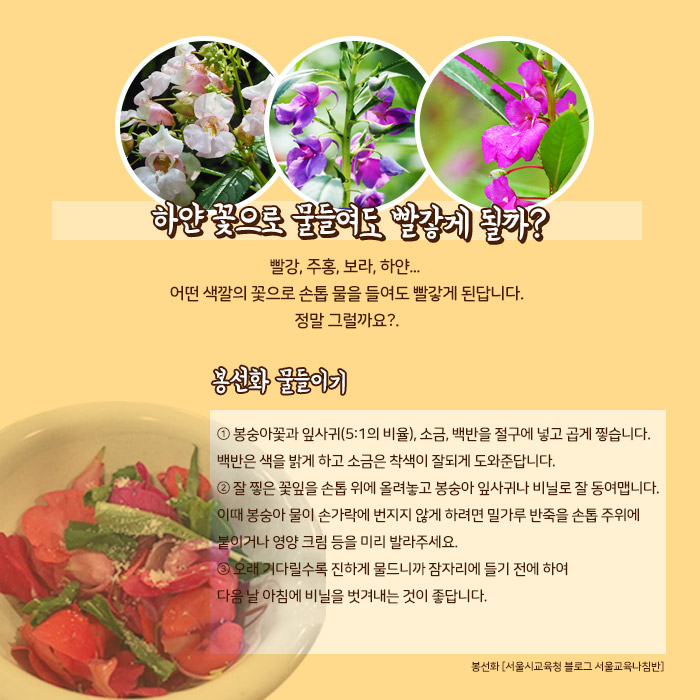 하얀 꽃으로 물들여도 빨갛게 될까?
빨강, 주홍, 보라, 하얀...
어떤 색깔의 꽃으로 손톱 물을 들여도 빨갛게 된답니다.
정말 그럴까요?.
봉선화 물들이기
① 봉숭아꽃과 잎사귀(5:1의 비율), 소금, 백반을 절구에 넣고 곱게 찧습니다.
백반은 색을 밝게 하고 소금은 착색이 잘되게 도와준답니다.
② 잘 찧은 꽃잎을 손톱 위에 올려놓고 봉숭아 잎사귀나 비닐로 잘 동여맵니다.
이때 봉숭아 물이 손가락에 번지지 않게 하려면 밀가루 반죽을 손톱 주위에
붙이거나 영양 크림 등을 미리 발라주세요.
③ 오래 기다릴수록 진하게 물드니까 잠자리에 들기 전에 하여
다음 날 아침에 비닐을 벗겨내는 것이 좋답니다.
봉선화 [서울시교육청 블로그 서울교육나침반]